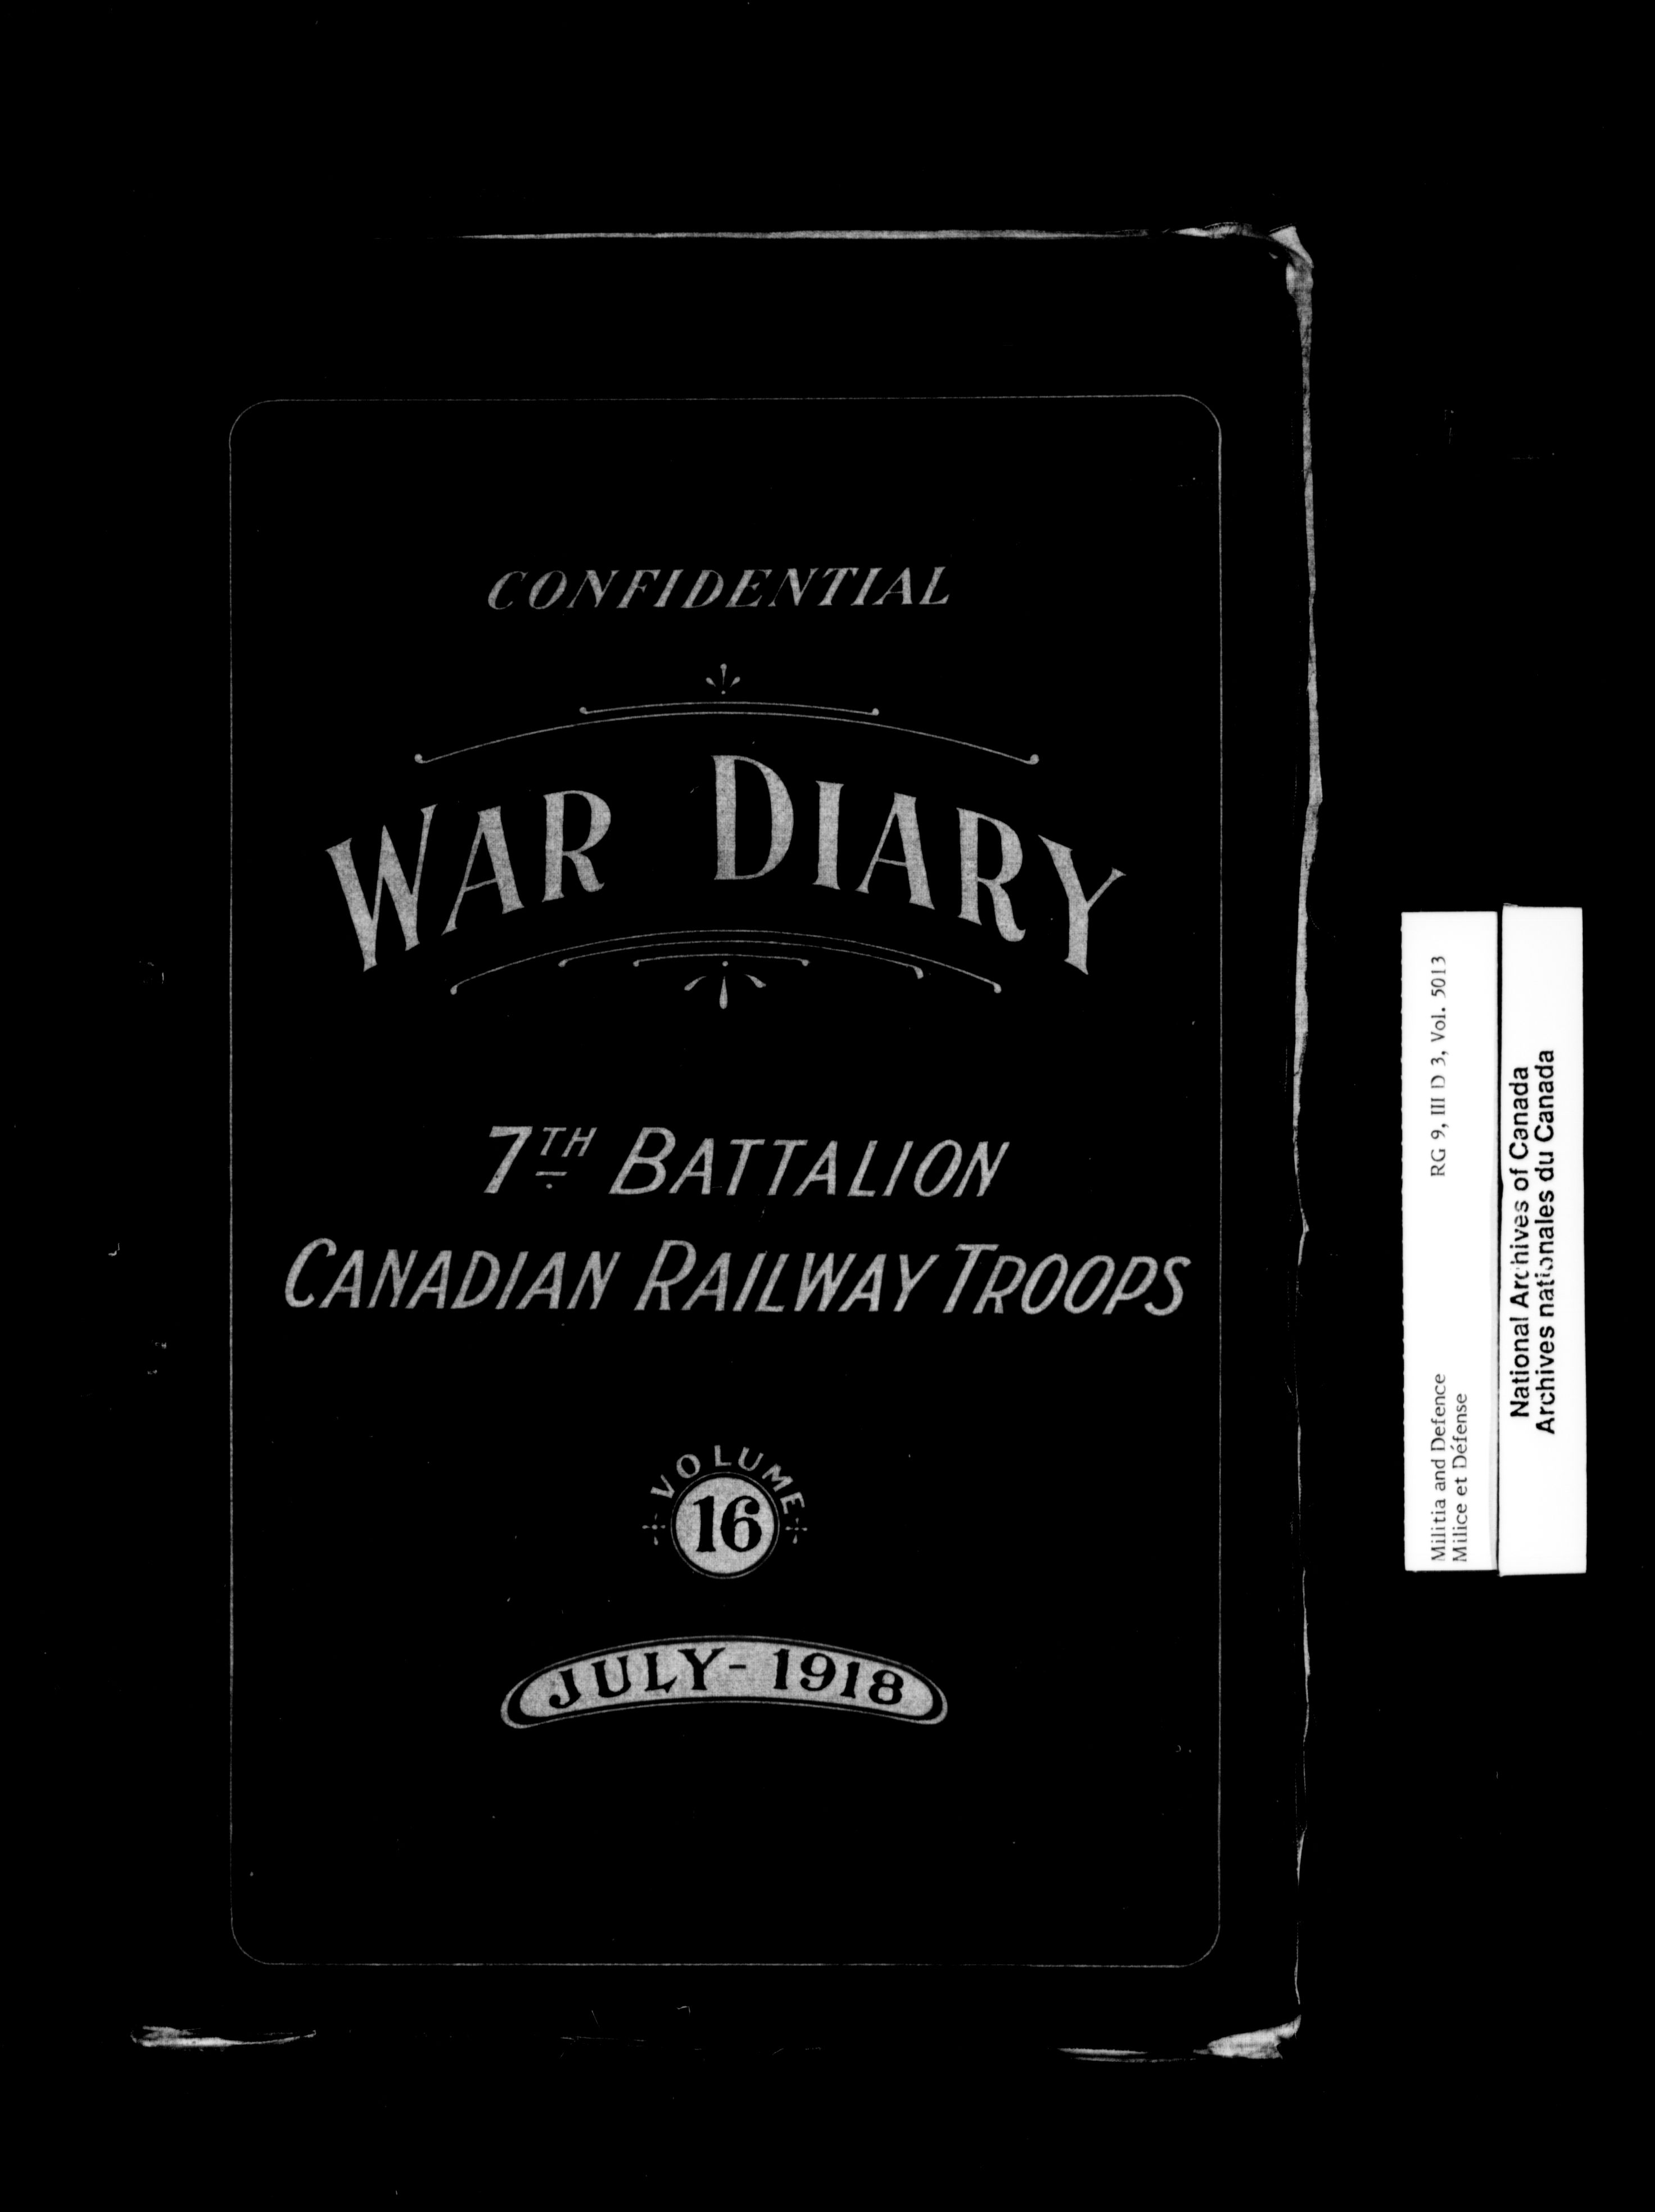 CONFIDENTIAL
WAR DIARY
7TH BATTALION
CANADIAN RAILWAY TROOPS
VOLUME
16
JULY - 1918
Militia and Defence RG 9, III D 3, Vol. 5013
Milice et Défense
National Archives of Canada
Archives nationales du Canada